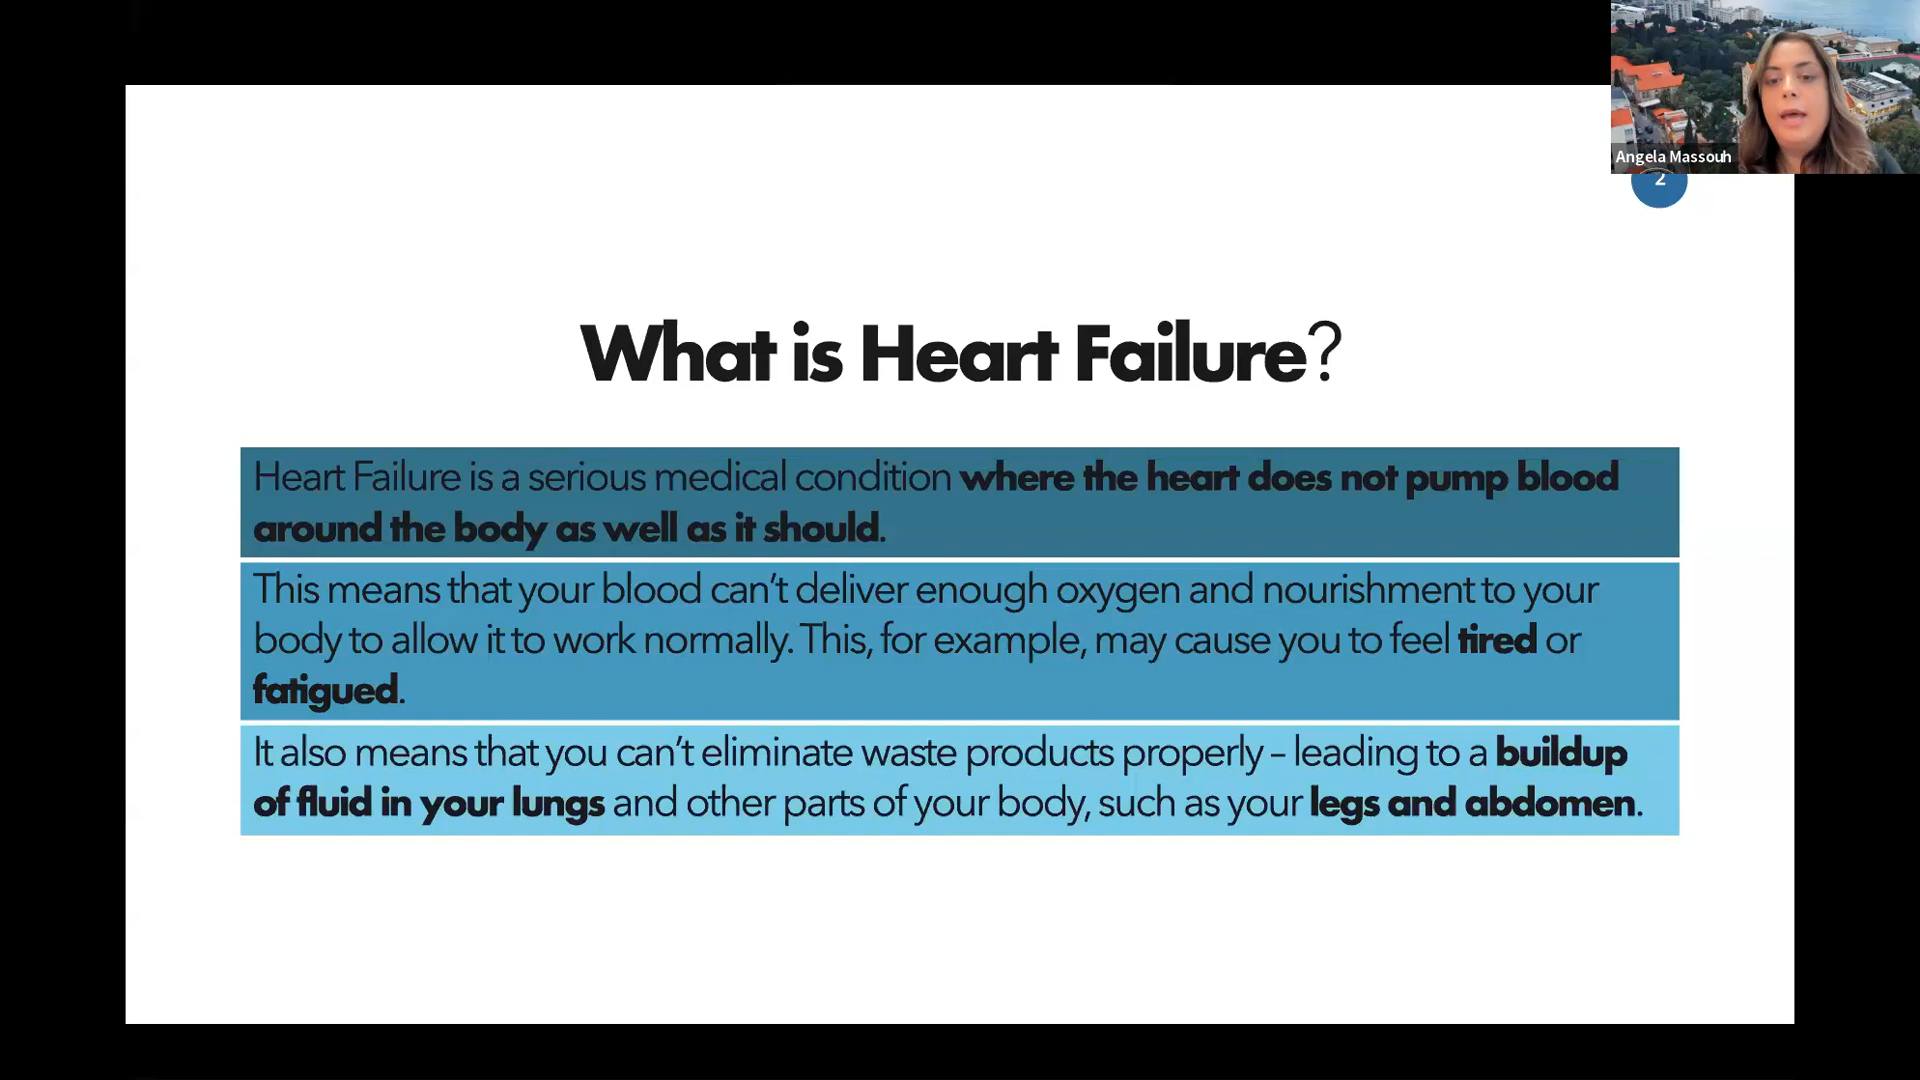 Angela Massouh
2
What is Heart Failure?
Heart Failure is a serious medical condition where the heart does not pump blood
around the body as well as it should.
This means that your blood can’t deliver enough oxygen and nourishment to your
body to allow it to work normally. This, for example, may cause you to feel tired or
fatigued.
It also means that you can’t eliminate waste products properly – leading to a buildup
of fluid in your lungs and other parts of your body, such as your legs and abdomen.